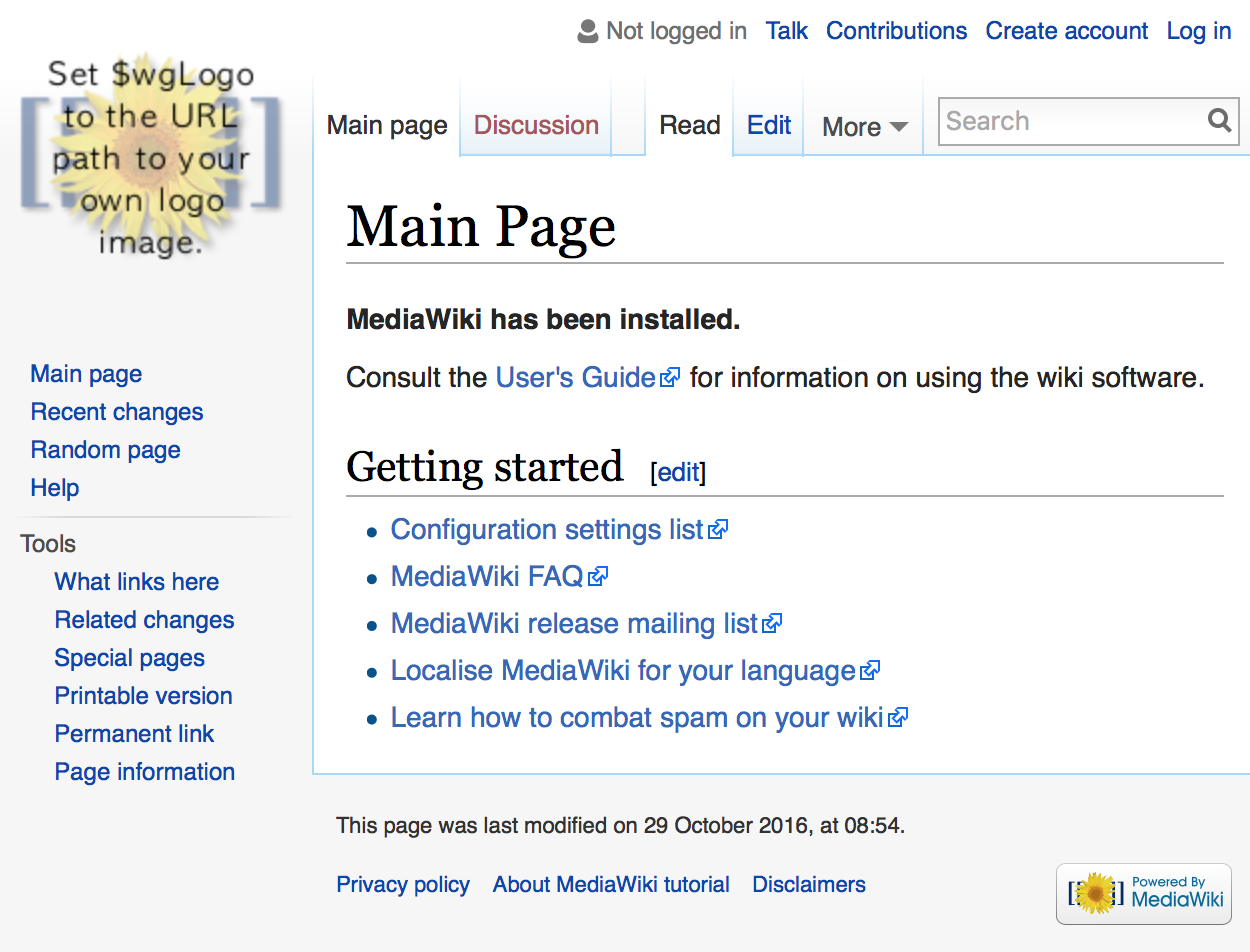 Not logged in Talk Contributions Create account Log in
Set $wgLogo
to the URL
path to your
own logo
image.
Main page Discussion Read Edit More Search
Main Page
MediaWiki has been installed.
Consult the User's Guide for information on using the wiki software.
Getting started [edit]
Configuration settings list
MediaWiki FAQ
MediaWiki release mailing list
Localise MediaWiki for your language
Learn how to combat spam on your wiki
Main page
Recent changes
Random page
Help
Tools
What links here
Related changes
Special pages
Printable version
Permanent link
Page information
This page was last modified on 29 October 2016, at 08:54.
Privacy policy About MediaWiki tutorial Disclaimers
Powered By
MediaWiki